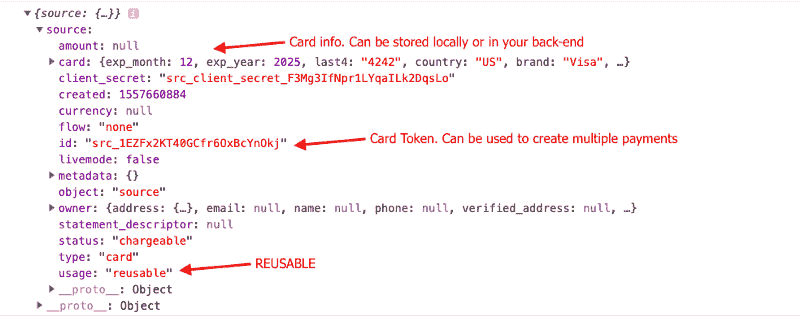 ▼{source: {…}} i
▼source:
amount: null
Card info. Can be stored locally or in your back-end
▶card: {exp_month: 12, exp_year: 2025, last4: "4242", country: "US", brand: "Visa", …}
client_secret: "src_client_secret_F3Mg3IfNpr1LYqaILk2DqsLo"
created: 1557660884
currency: null
flow: "none"
id: "src_1EZFx2KT40GCfr6OxBcYnOkj"
Card Token. Can be used to create multiple payments
livemode: false
▶metadata: {}
object: "source"
▶owner: {address: {…}, email: null, name: null, phone: null, verified_address: null, …}
statement_descriptor: null
status: "chargeable"
type: "card"
usage: "reusable"
REUSABLE
▶__proto__: Object
▶__proto__: Object